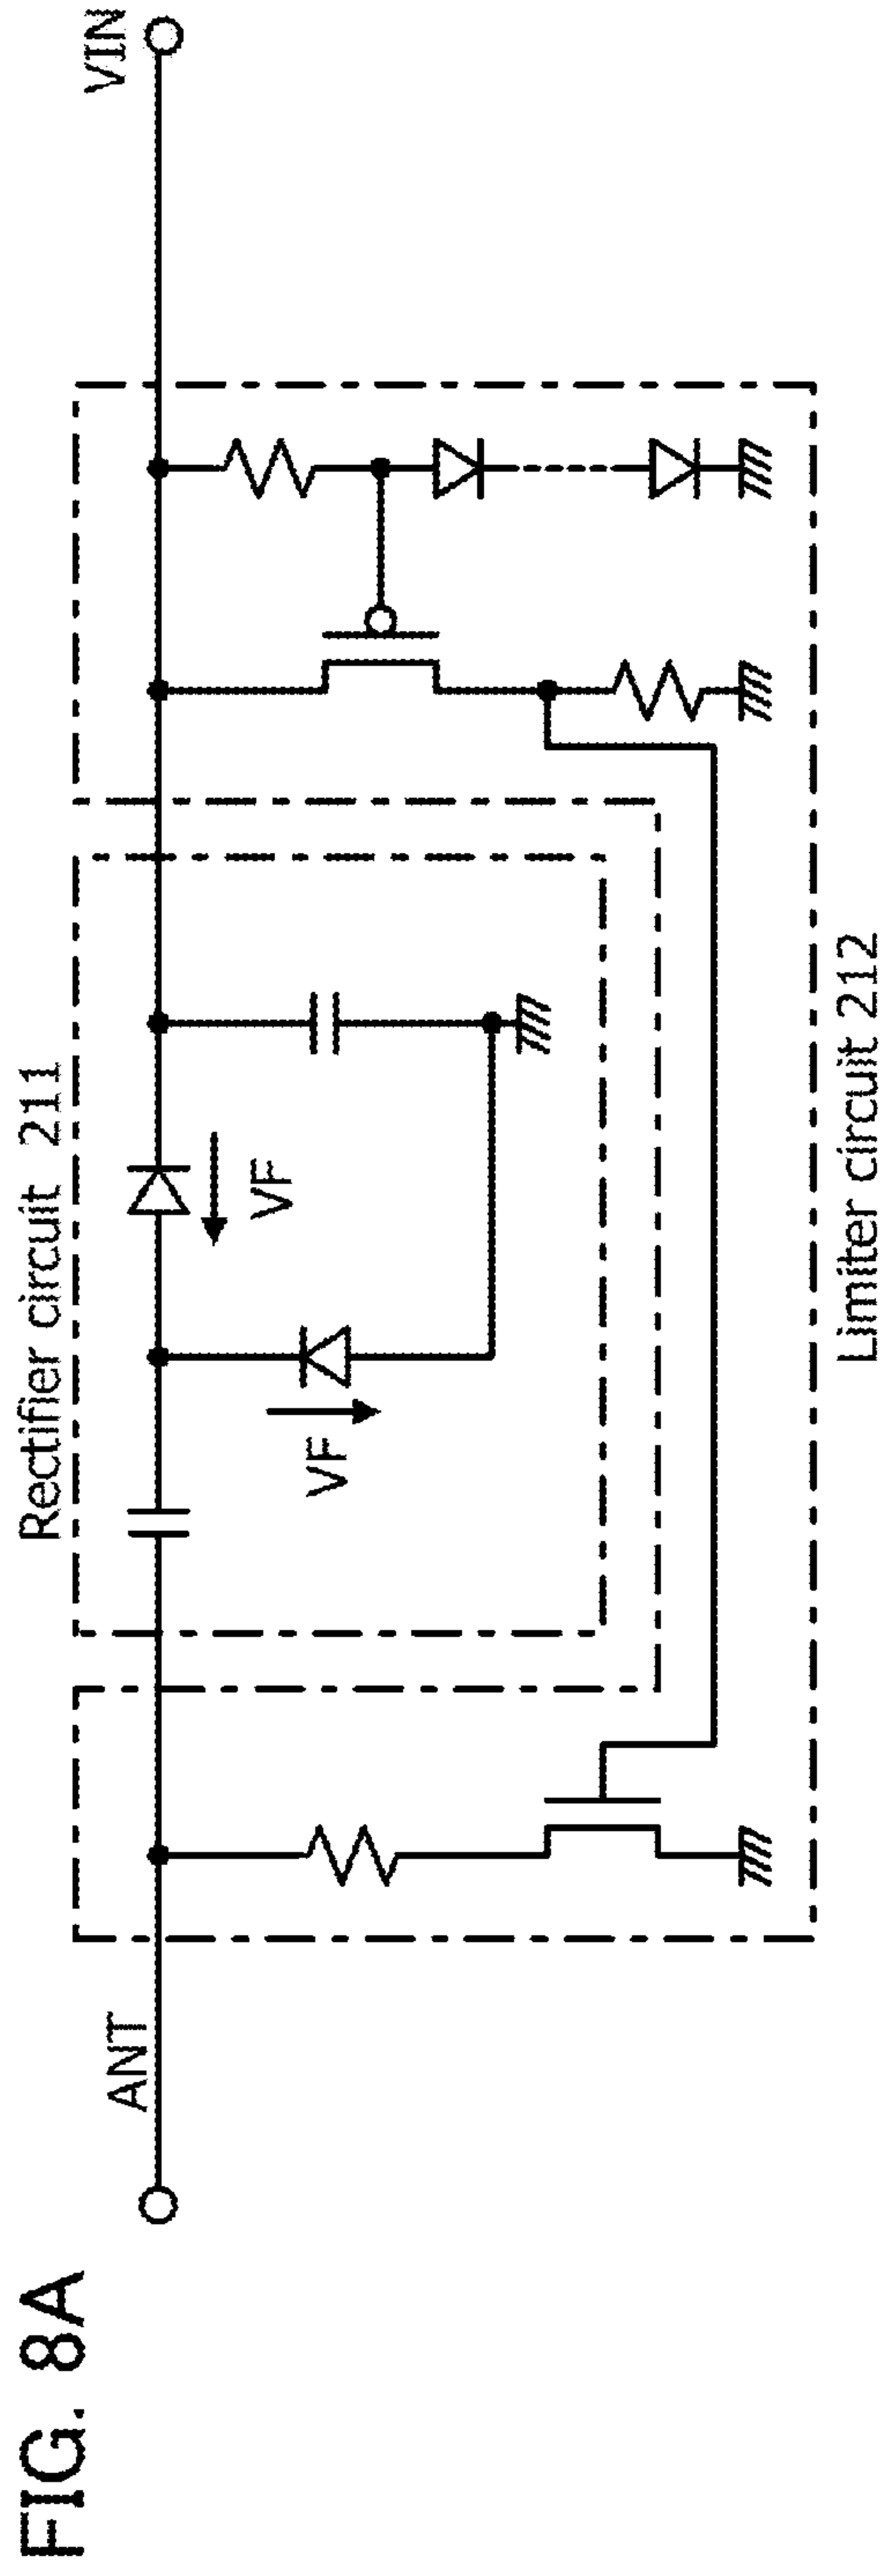 FIG. 8A
Rectifier circuit 211
ANT
VIN
VF
VF
Limiter circuit 212